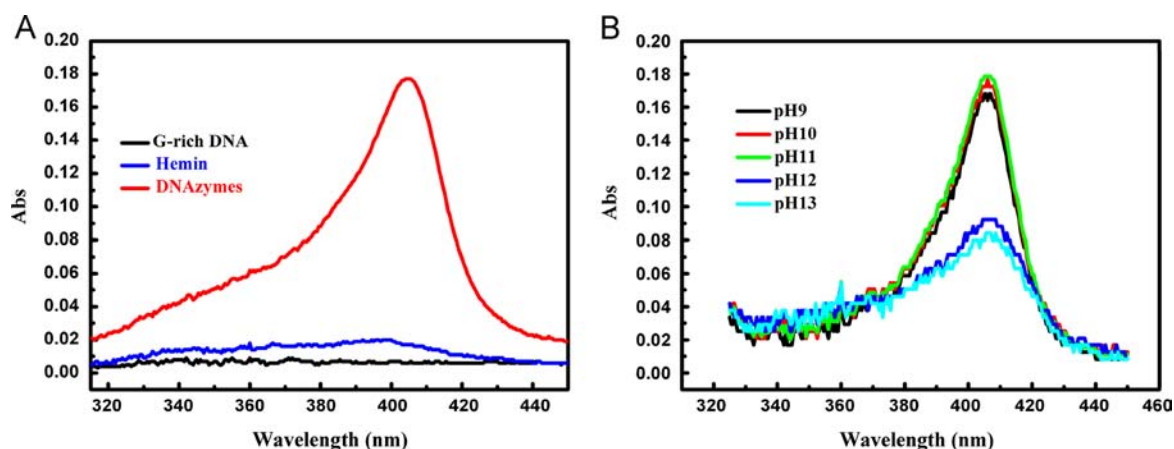 A
0.20
0.18
0.16
0.14
0.12
0.10
0.08
0.06
0.04
0.02
0.00
Abs
G-rich DNA
Hemin
DNAzymes
320 340 360 380 400 420 440
Wavelength (nm)
B
0.20
0.18
0.16
0.14
0.12
0.10
0.08
0.06
0.04
0.02
0.00
Abs
pH9
pH10
pH11
pH12
pH13
320 340 360 380 400 420 440 460
Wavelength (nm)